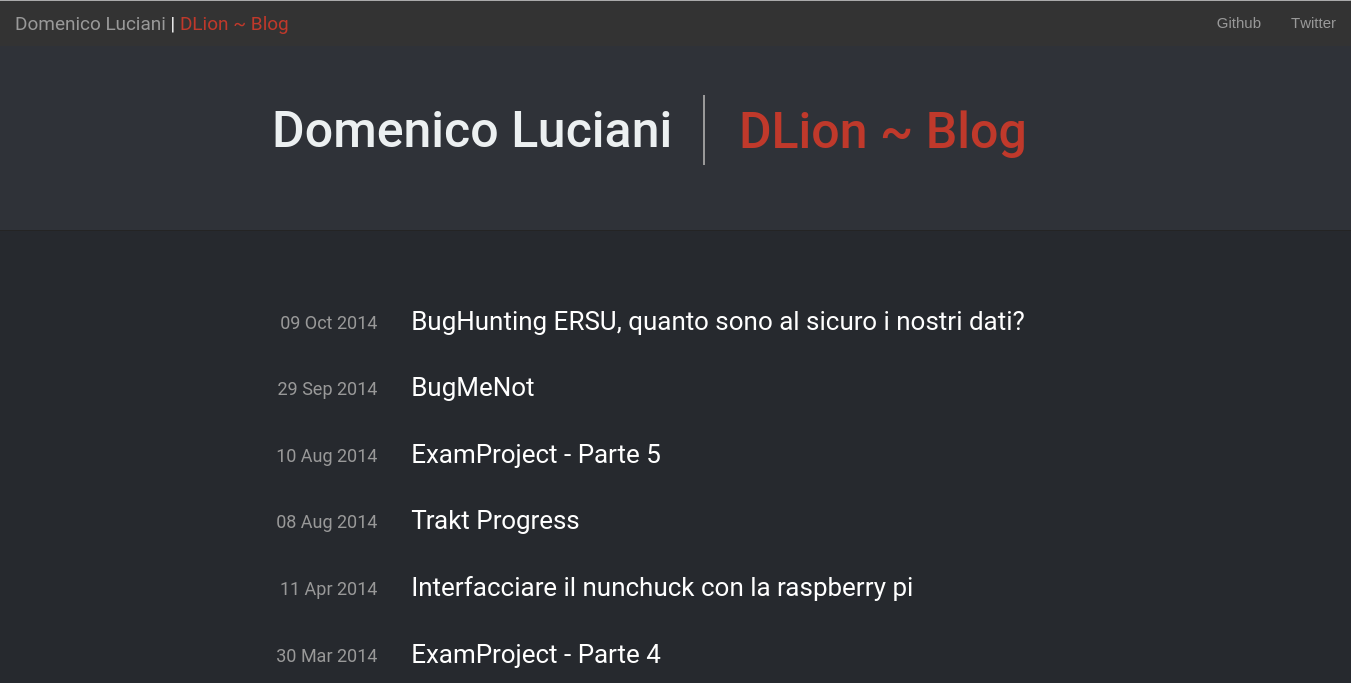 Domenico Luciani | DLion ~ Blog
Github
Twitter
Domenico Luciani
DLion ~ Blog
09 Oct 2014 BugHunting ERSU, quanto sono al sicuro i nostri dati?
29 Sep 2014 BugMeNot
10 Aug 2014 ExamProject - Parte 5
08 Aug 2014 Trakt Progress
11 Apr 2014 Interfacciare il nunchuck con la raspberry pi
30 Mar 2014 ExamProject - Parte 4